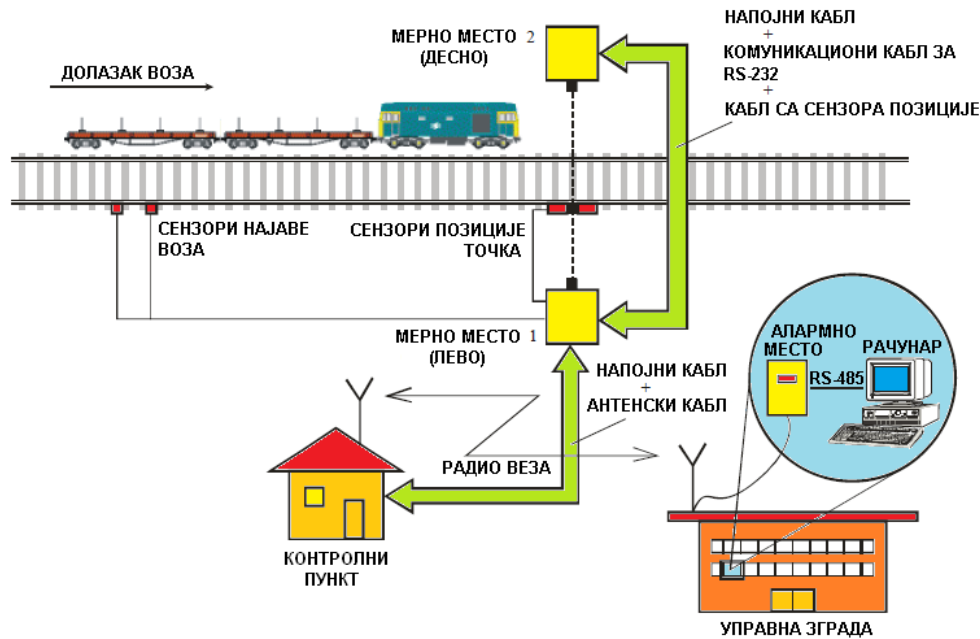 МЕРНО МЕСТО 2
(ДЕСНО)
НАПОЈНИ КАБЛ
+
КОМУНИКАЦИОНИ КАБЛ ЗА
RS-232
+
КАБЛ СА СЕНЗОРА ПОЗИЦИЈЕ
ДОЛАЗАК ВОЗА
СЕНЗОРИ НАЈАВЕ
ВОЗА
СЕНЗОРИ ПОЗИЦИЈЕ
ТОЧКА
МЕРНО МЕСТО 1
(ЛЕВО)
НАПОЈНИ КАБЛ
+
АНТЕНСКИ КАБЛ
АЛАРМНО
МЕСТО
РАЧУНАР
RS-485
РАДИО ВЕЗА
КОНТРОЛНИ
ПУНКТ
УПРАВНА ЗГРАДА